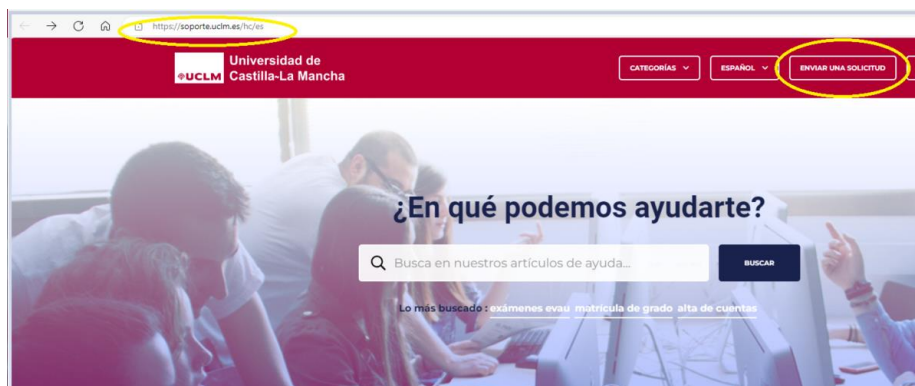 https://soporte.uclm.es/hc/es
UCLM
Universidad de
Castilla-La Mancha
CATEGORÍAS
ESPAÑOL
ENVIAR UNA SOLICITUD
¿En qué podemos ayudarte?
Busca en nuestros artículos de ayuda...
BUSCAR
Lo más buscado : exámenes evau matrícula de grado alta de cuentas